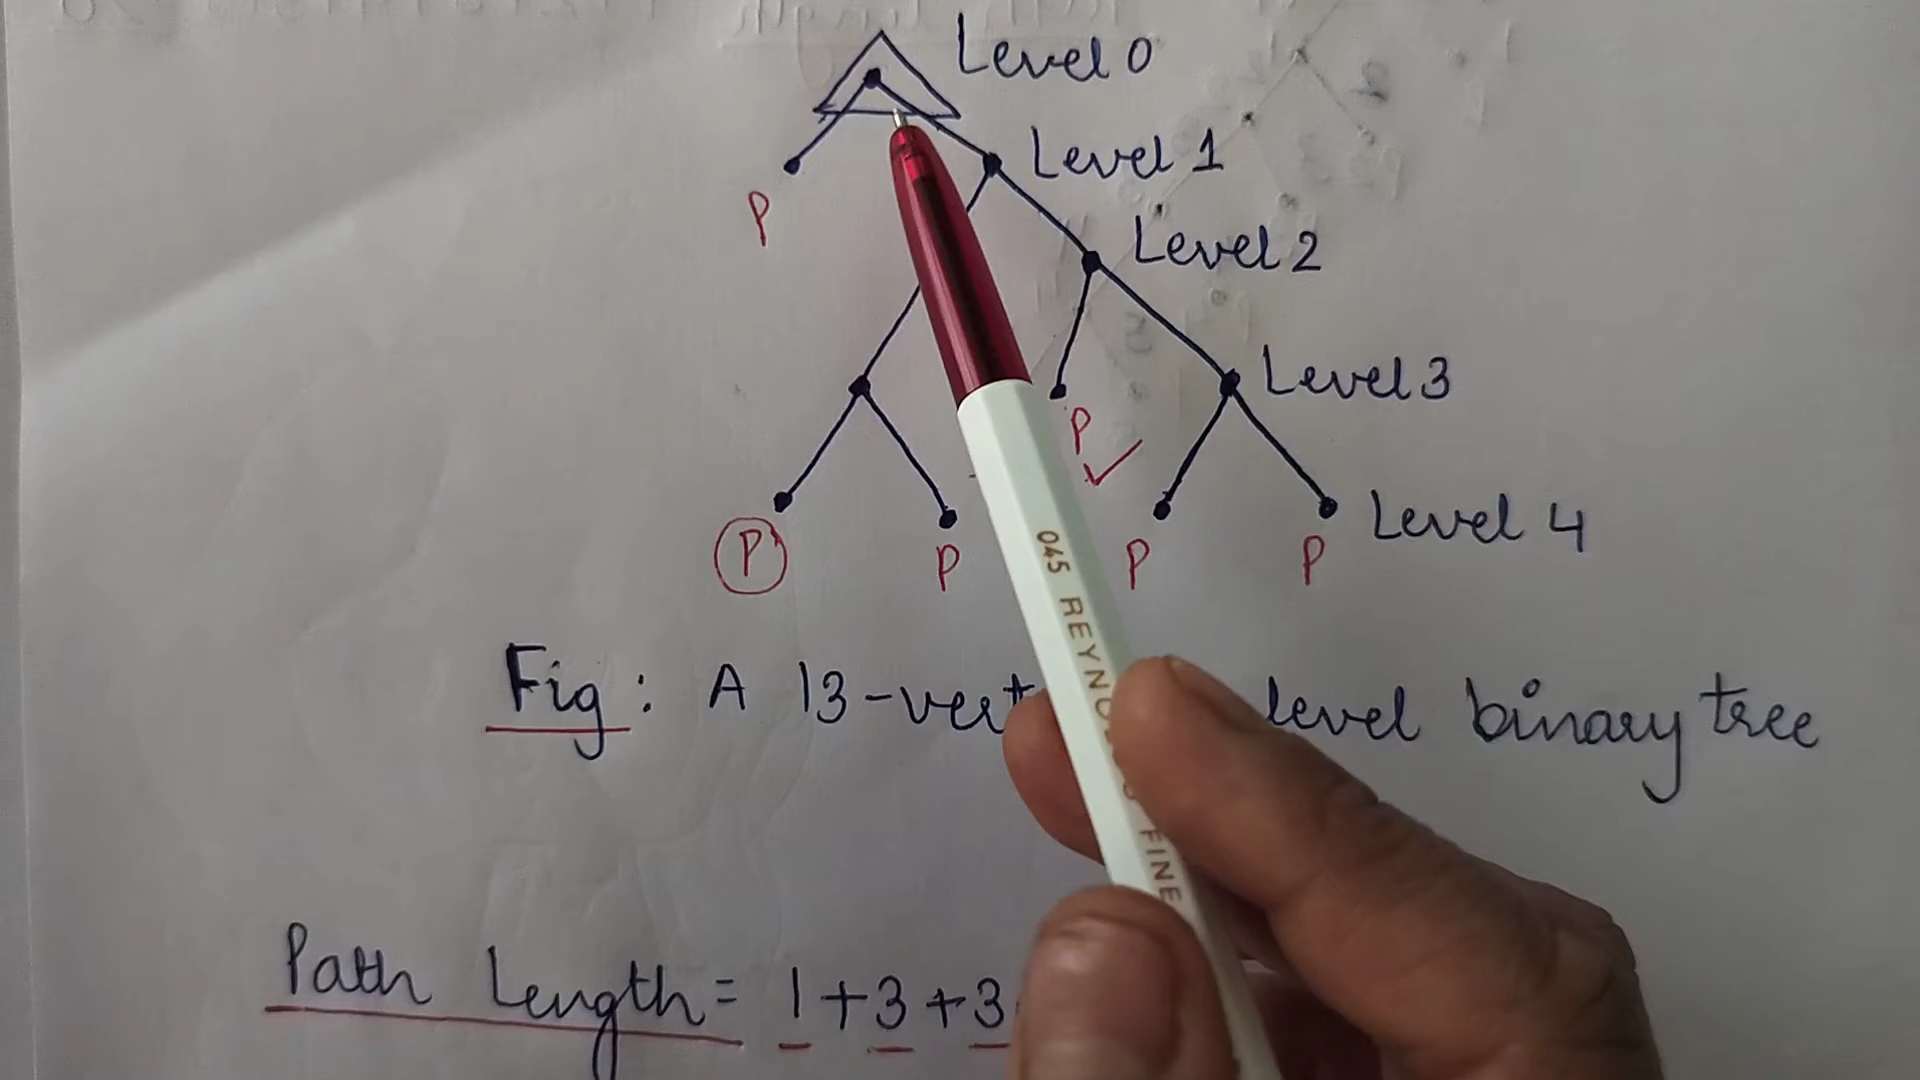 Level 0
Level 1
P
Level 2
Level 3
P
Level 4
P P P P
Fig: A 13-vert level binary tree
Path Length = 1+3+3
045 REYNO FINE